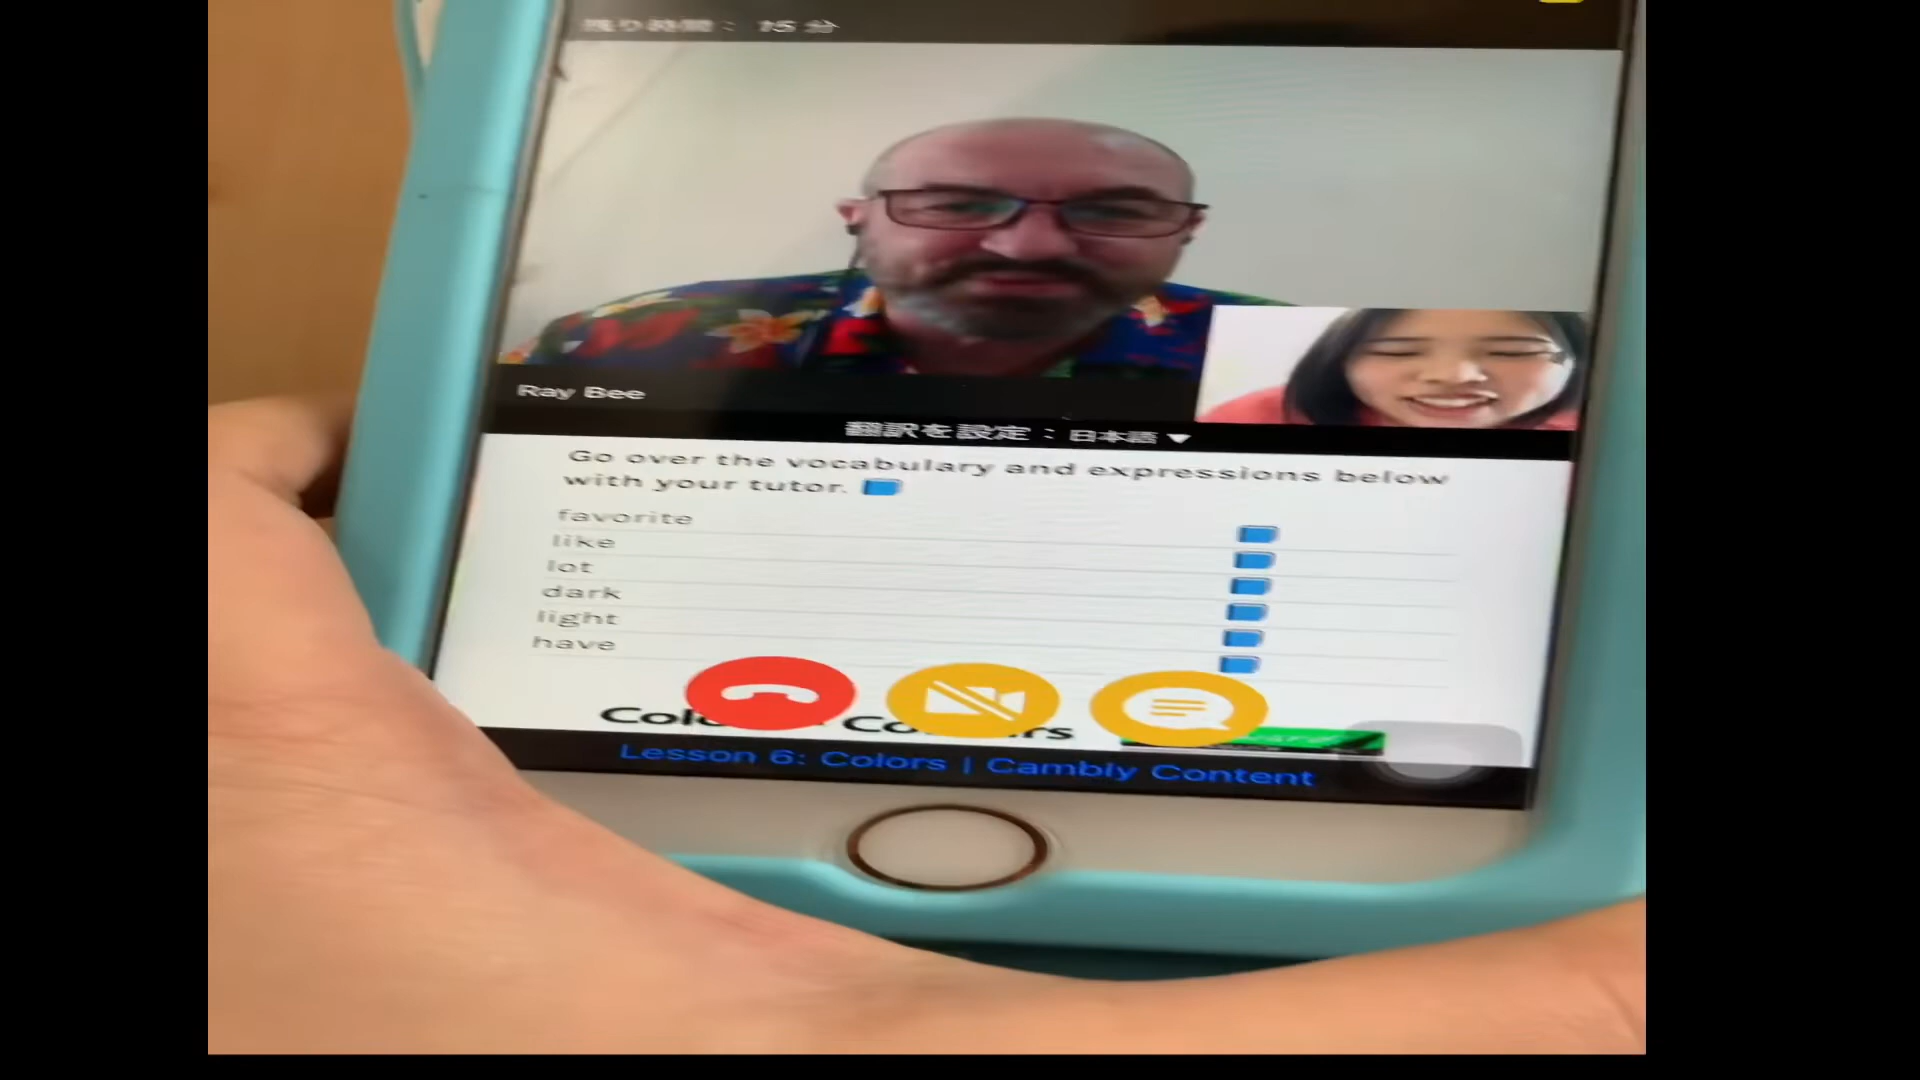 残り時間： 15 分
Ray Bee
翻訳を設定：日本語 ▼
Go over the vocabulary and expressions below
with your tutor.
favorite
like
lot
dark
light
have
Lesson 6: Colors | Cambly Content